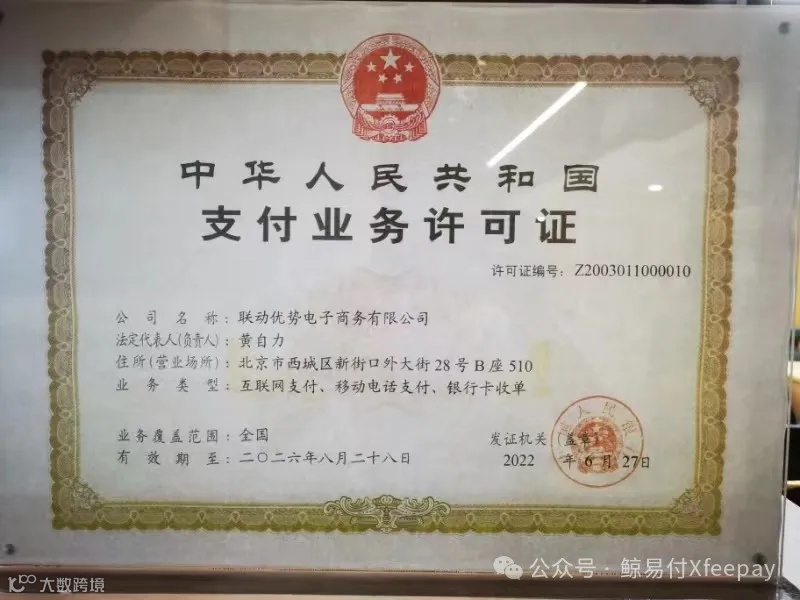 中华人民共和国
支付业务许可证
许可证编号：Z2003011000010
公司名称：联动优势电子商务有限公司
法定代表人(负责人)：黄自力
住所(营业场所)：北京市西城区新街口外大街28号B座510
业务类型：互联网支付、移动电话支付、银行卡收单
业务覆盖范围：全国
发证机关（盖章）
有效期至：二〇二六年八月二十八日
2022 年 6 月 27日
公众号 · 鲸易付Xfeepay
大数跨境